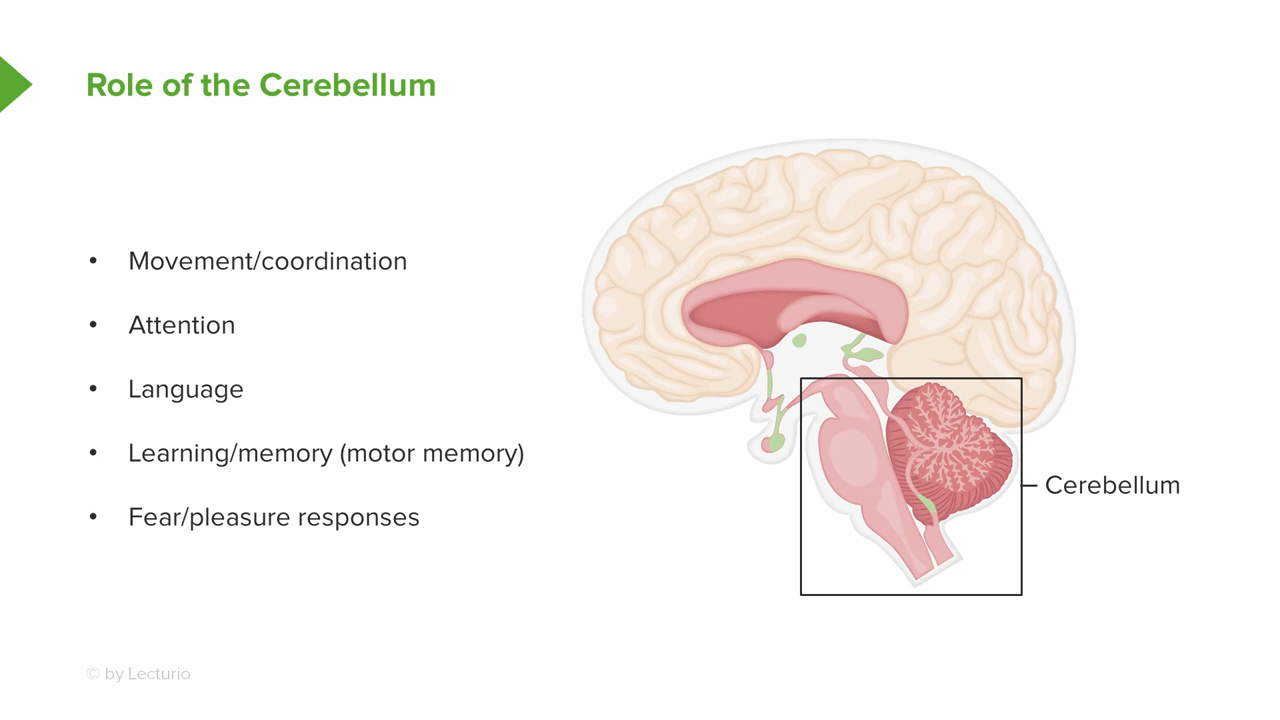 Role of the Cerebellum
• Movement/coordination
• Attention
• Language
• Learning/memory (motor memory)
• Fear/pleasure responses
Cerebellum
© by Lecturio